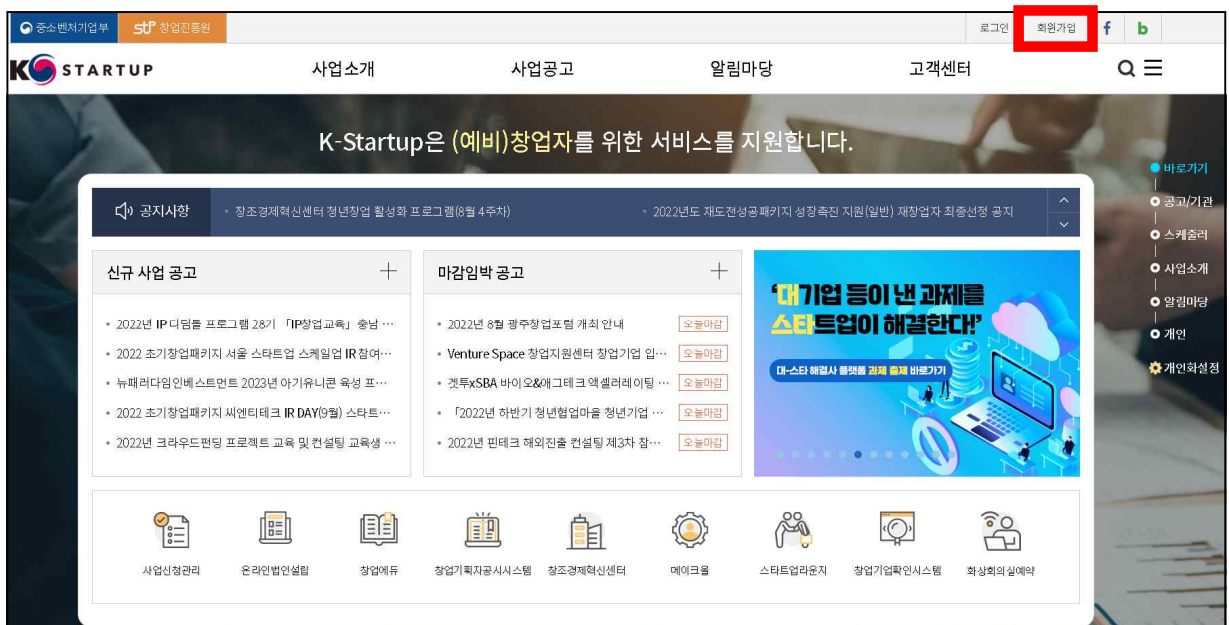 중소벤처기업부
창업진흥원
로그인
회원가입
K STARTUP
사업소개
사업공고
알림마당
고객센터
K-Startup은 (예비)창업자를 위한 서비스를 지원합니다.
공지사항
• 창조경제혁신센터 청년창업 활성화 프로그램(8월 4주차)
• 2022년도 재도전성공패키지 성장촉진 지원(일반) 재창업자 최종선정 공지
바로가기
공고/기관
스케줄러
사업소개
알림마당
개인
개인화설정
신규 사업 공고
• 2022년 IP 디딤돌 프로그램 28기 「IP창업교육」 충남 ···
• 2022 초기창업패키지 서울 스타트업 스케일업 IR 참여···
• 뉴패러다임인베스트먼트 2023년 아기유니콘 육성 프···
• 2022 초기창업패키지 씨엔티테크 IR DAY(9월) 스타트···
• 2022년 크라우드펀딩 프로젝트 교육 및 컨설팅 교육생 ···
마감임박 공고
• 2022년 8월 광주창업포럼 개최 안내 오늘마감
• Venture Space 창업지원센터 창업기업 입··· 오늘마감
• 겟투xSBA 바이오&애그테크 액셀러레이팅 ··· 오늘마감
• 「2022년 하반기 청년협업마을 청년기업 ··· 오늘마감
• 2022년 핀테크 해외진출 컨설팅 제3차 참··· 오늘마감
‘대기업 등이 낸 과제를
스타트업이 해결한다!’
대-스타 해결사 플랫폼 과제 출제 바로가기
사업신청관리
온라인법인설립
창업에듀
창업기획자공시시스템
창조경제혁신센터
메이크올
스타트업라운지
창업기업확인시스템
화상회의실예약